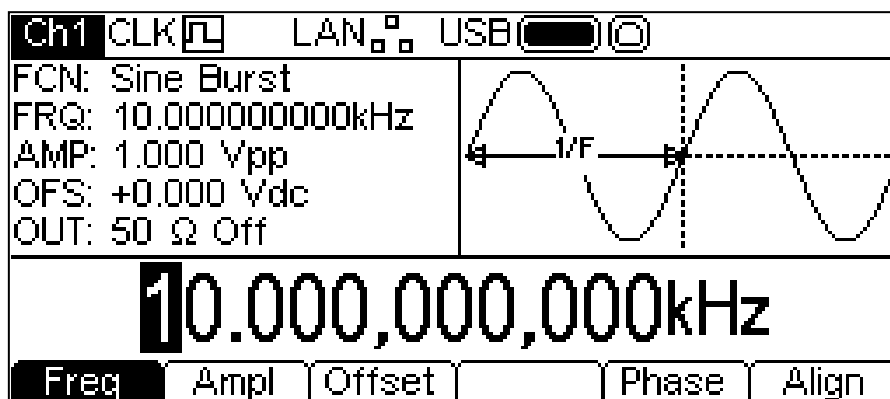 Ch1 CLK LAN USB
FCN: Sine Burst
FRQ: 10.000000000kHz
AMP: 1.000 Vpp
OFS: +0.000 Vdc
OUT: 50 Ω Off
1/F
10.000,000,000kHz
Freq Ampl Offset Phase Align